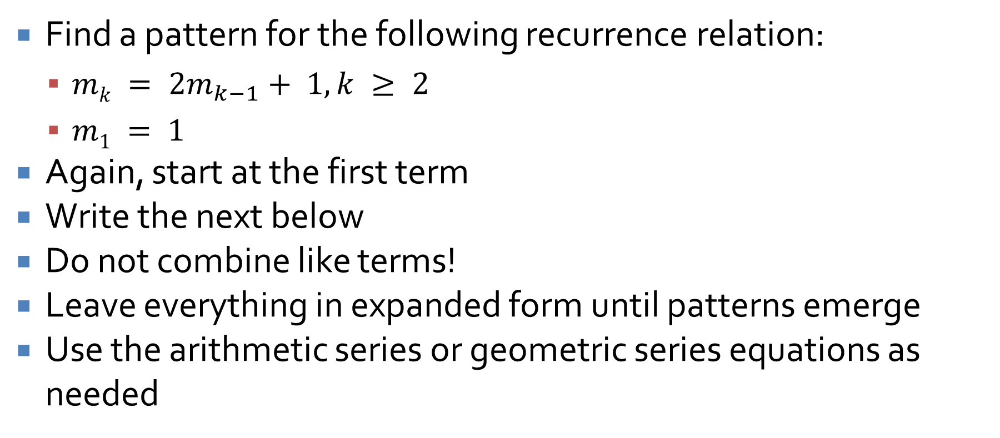 Find a pattern for the following recurrence relation:
m_k = 2m_{k−1} + 1, k ≥ 2
m_1 = 1
Again, start at the first term
Write the next below
Do not combine like terms!
Leave everything in expanded form until patterns emerge
Use the arithmetic series or geometric series equations as
needed